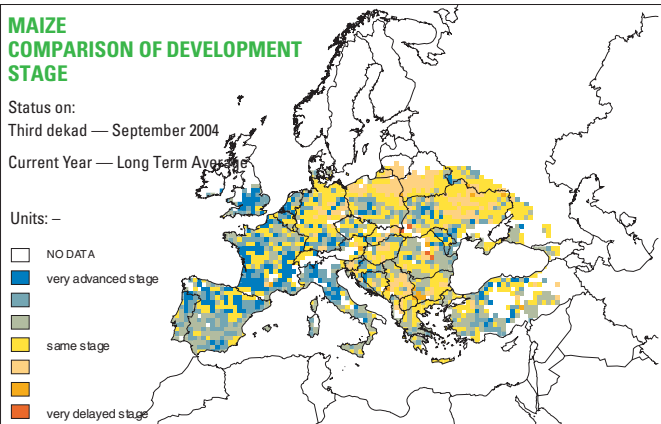 MAIZE
COMPARISON OF DEVELOPMENT
STAGE
Status on:
Third dekad — September 2004
Current Year — Long Term Average
Units: –
NO DATA
very advanced stage
same stage
very delayed stage